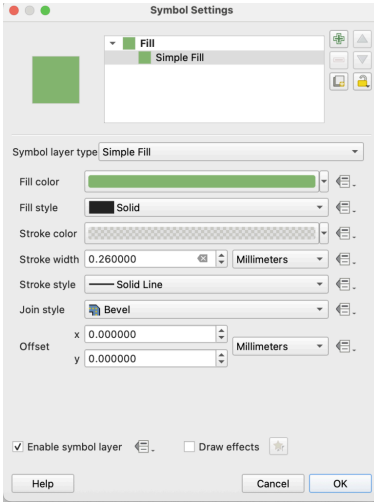 Symbol Settings
Fill
Simple Fill
Symbol layer type Simple Fill
Fill color
Fill style Solid
Stroke color
Stroke width 0.260000 Millimeters
Stroke style Solid Line
Join style Bevel
Offset x 0.000000 Millimeters
y 0.000000
Enable symbol layer Draw effects
Help Cancel OK